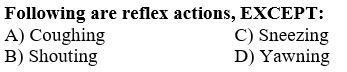 Following are reflex actions, EXCEPT:
A) Coughing C) Sneezing
B) Shouting D) Yawning